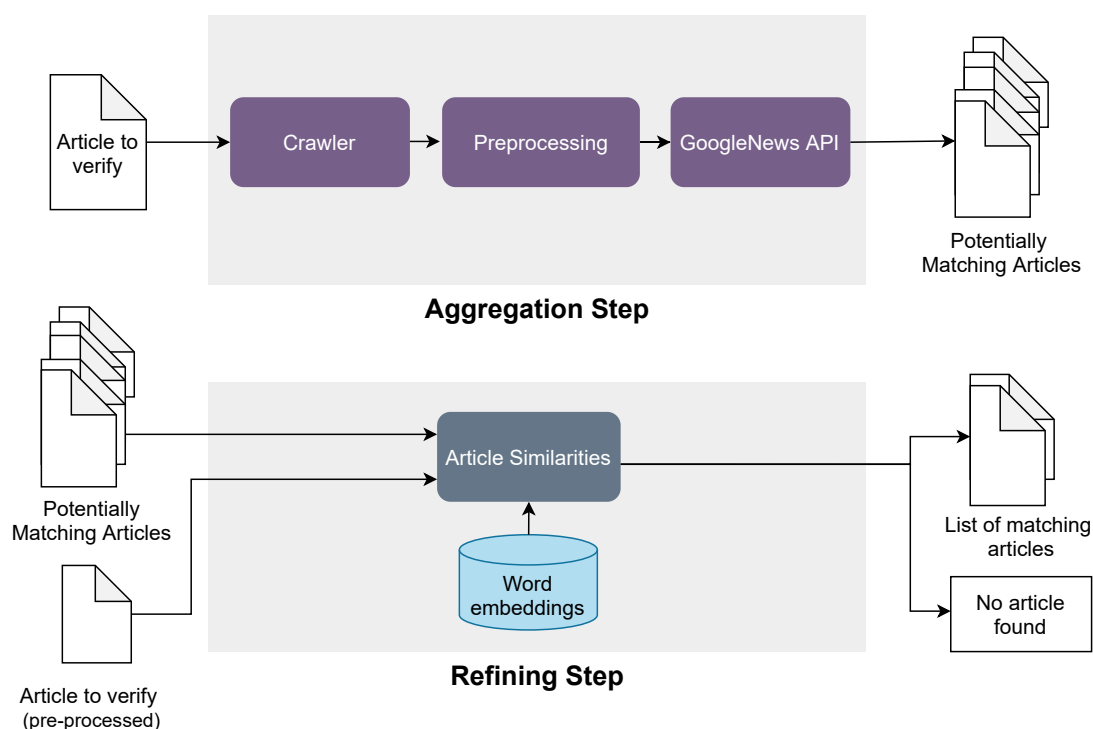 Article to
verify
Crawler
Preprocessing
GoogleNews API
Potentially
Matching Articles
Aggregation Step
Potentially
Matching Articles
Article Similarities
Word
embeddings
List of matching
articles
No article
found
Refining Step
Article to verify
(pre-processed)